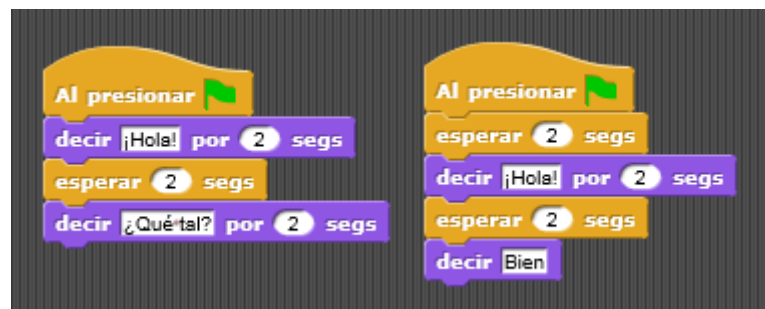 Al presionar
decir ¡Hola! por 2 segs
esperar 2 segs
decir ¿Qué tal? por 2 segs
Al presionar
esperar 2 segs
decir ¡Hola! por 2 segs
esperar 2 segs
decir Bien